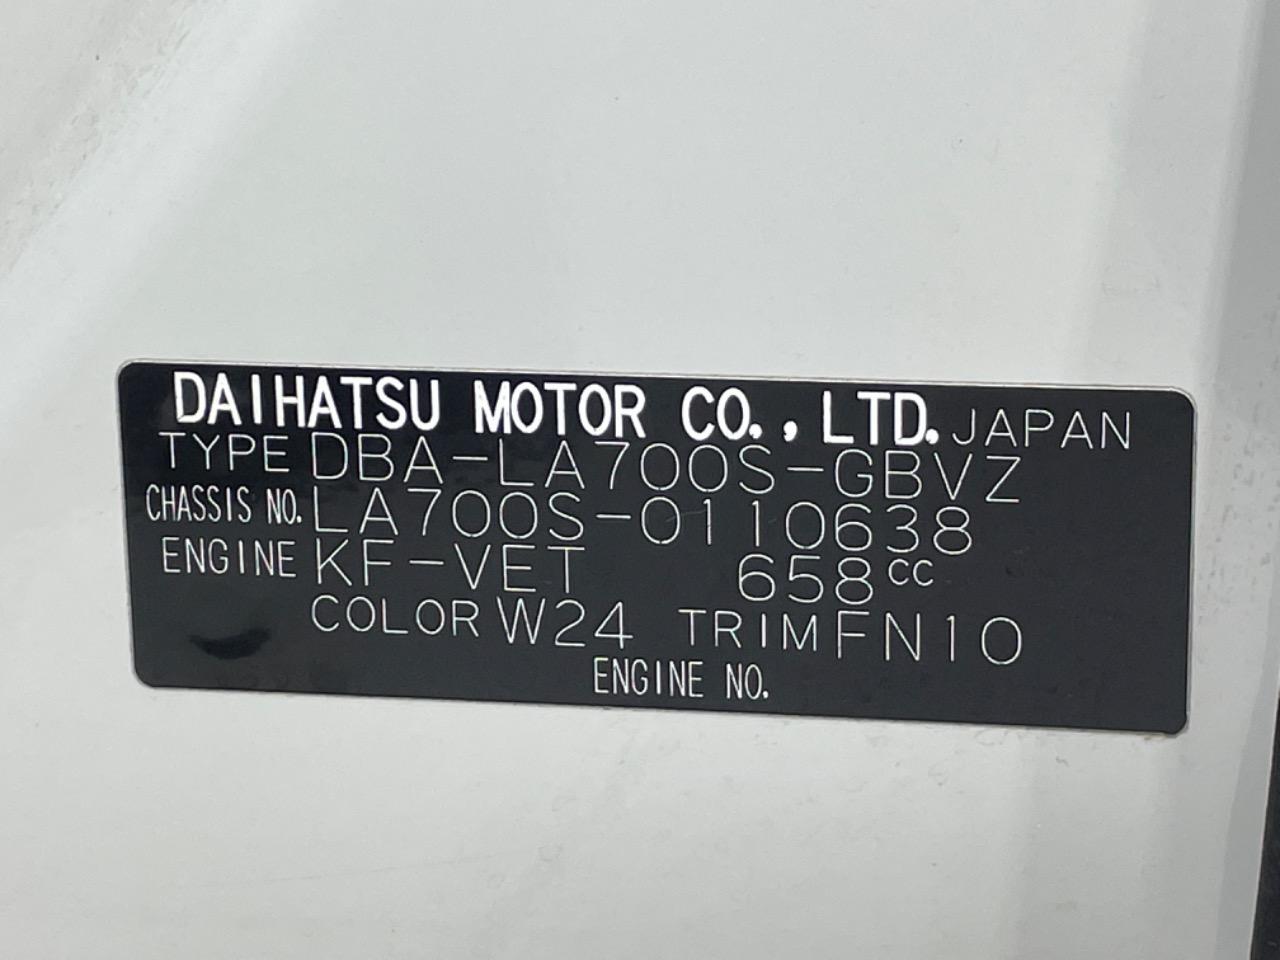 DAIHATSU MOTOR CO., LTD. JAPAN
TYPE DBA-LA700S-GBVZ
CHASSIS NO. LA700S-0110638
ENGINE KF-VET 658CC
COLOR W24 TRIM FN10
ENGINE NO.